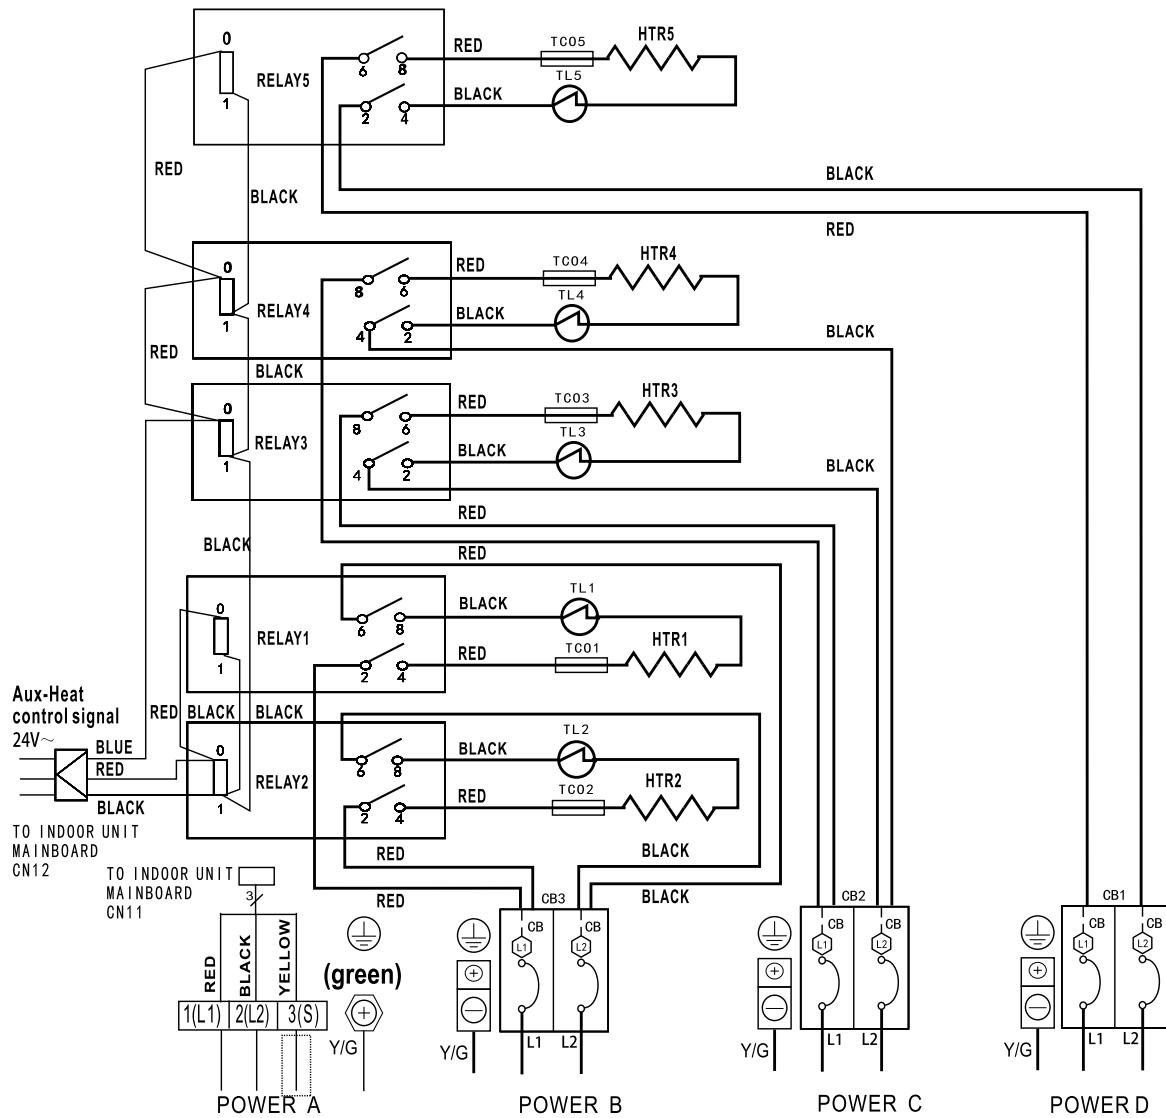 0
RELAY5
1
6
8
2
4
RED
TCO5
HTR5
BLACK
TL5
RED
BLACK
BLACK
RED
0
RELAY4
1
8
6
4
2
RED
TCO4
HTR4
BLACK
TL4
BLACK
RED
BLACK
0
RELAY3
1
8
6
4
2
RED
TCO3
HTR3
BLACK
TL3
BLACK
RED
BLACK
RED
0
RELAY1
1
6
8
2
4
BLACK
TL1
RED
TCO1
HTR1
Aux-Heat
control signal
24V~
RED
BLACK
BLACK
BLUE
RED
BLACK
0
RELAY2
1
6
8
2
4
BLACK
TL2
RED
TCO2
HTR2
TO INDOOR UNIT
MAINBOARD
CN12
TO INDOOR UNIT
MAINBOARD
CN11
3
RED
RED
BLACK
BLACK
RED
BLACK
YELLOW
(green)
1(L1)
2(L2)
3(S)
Y/G
POWER A
CB3
CB
CB
L1
L2
L1
L2
Y/G
POWER B
CB2
CB
CB
L1
L2
L1
L2
Y/G
POWER C
CB1
CB
CB
L1
L2
L1
L2
Y/G
POWER D